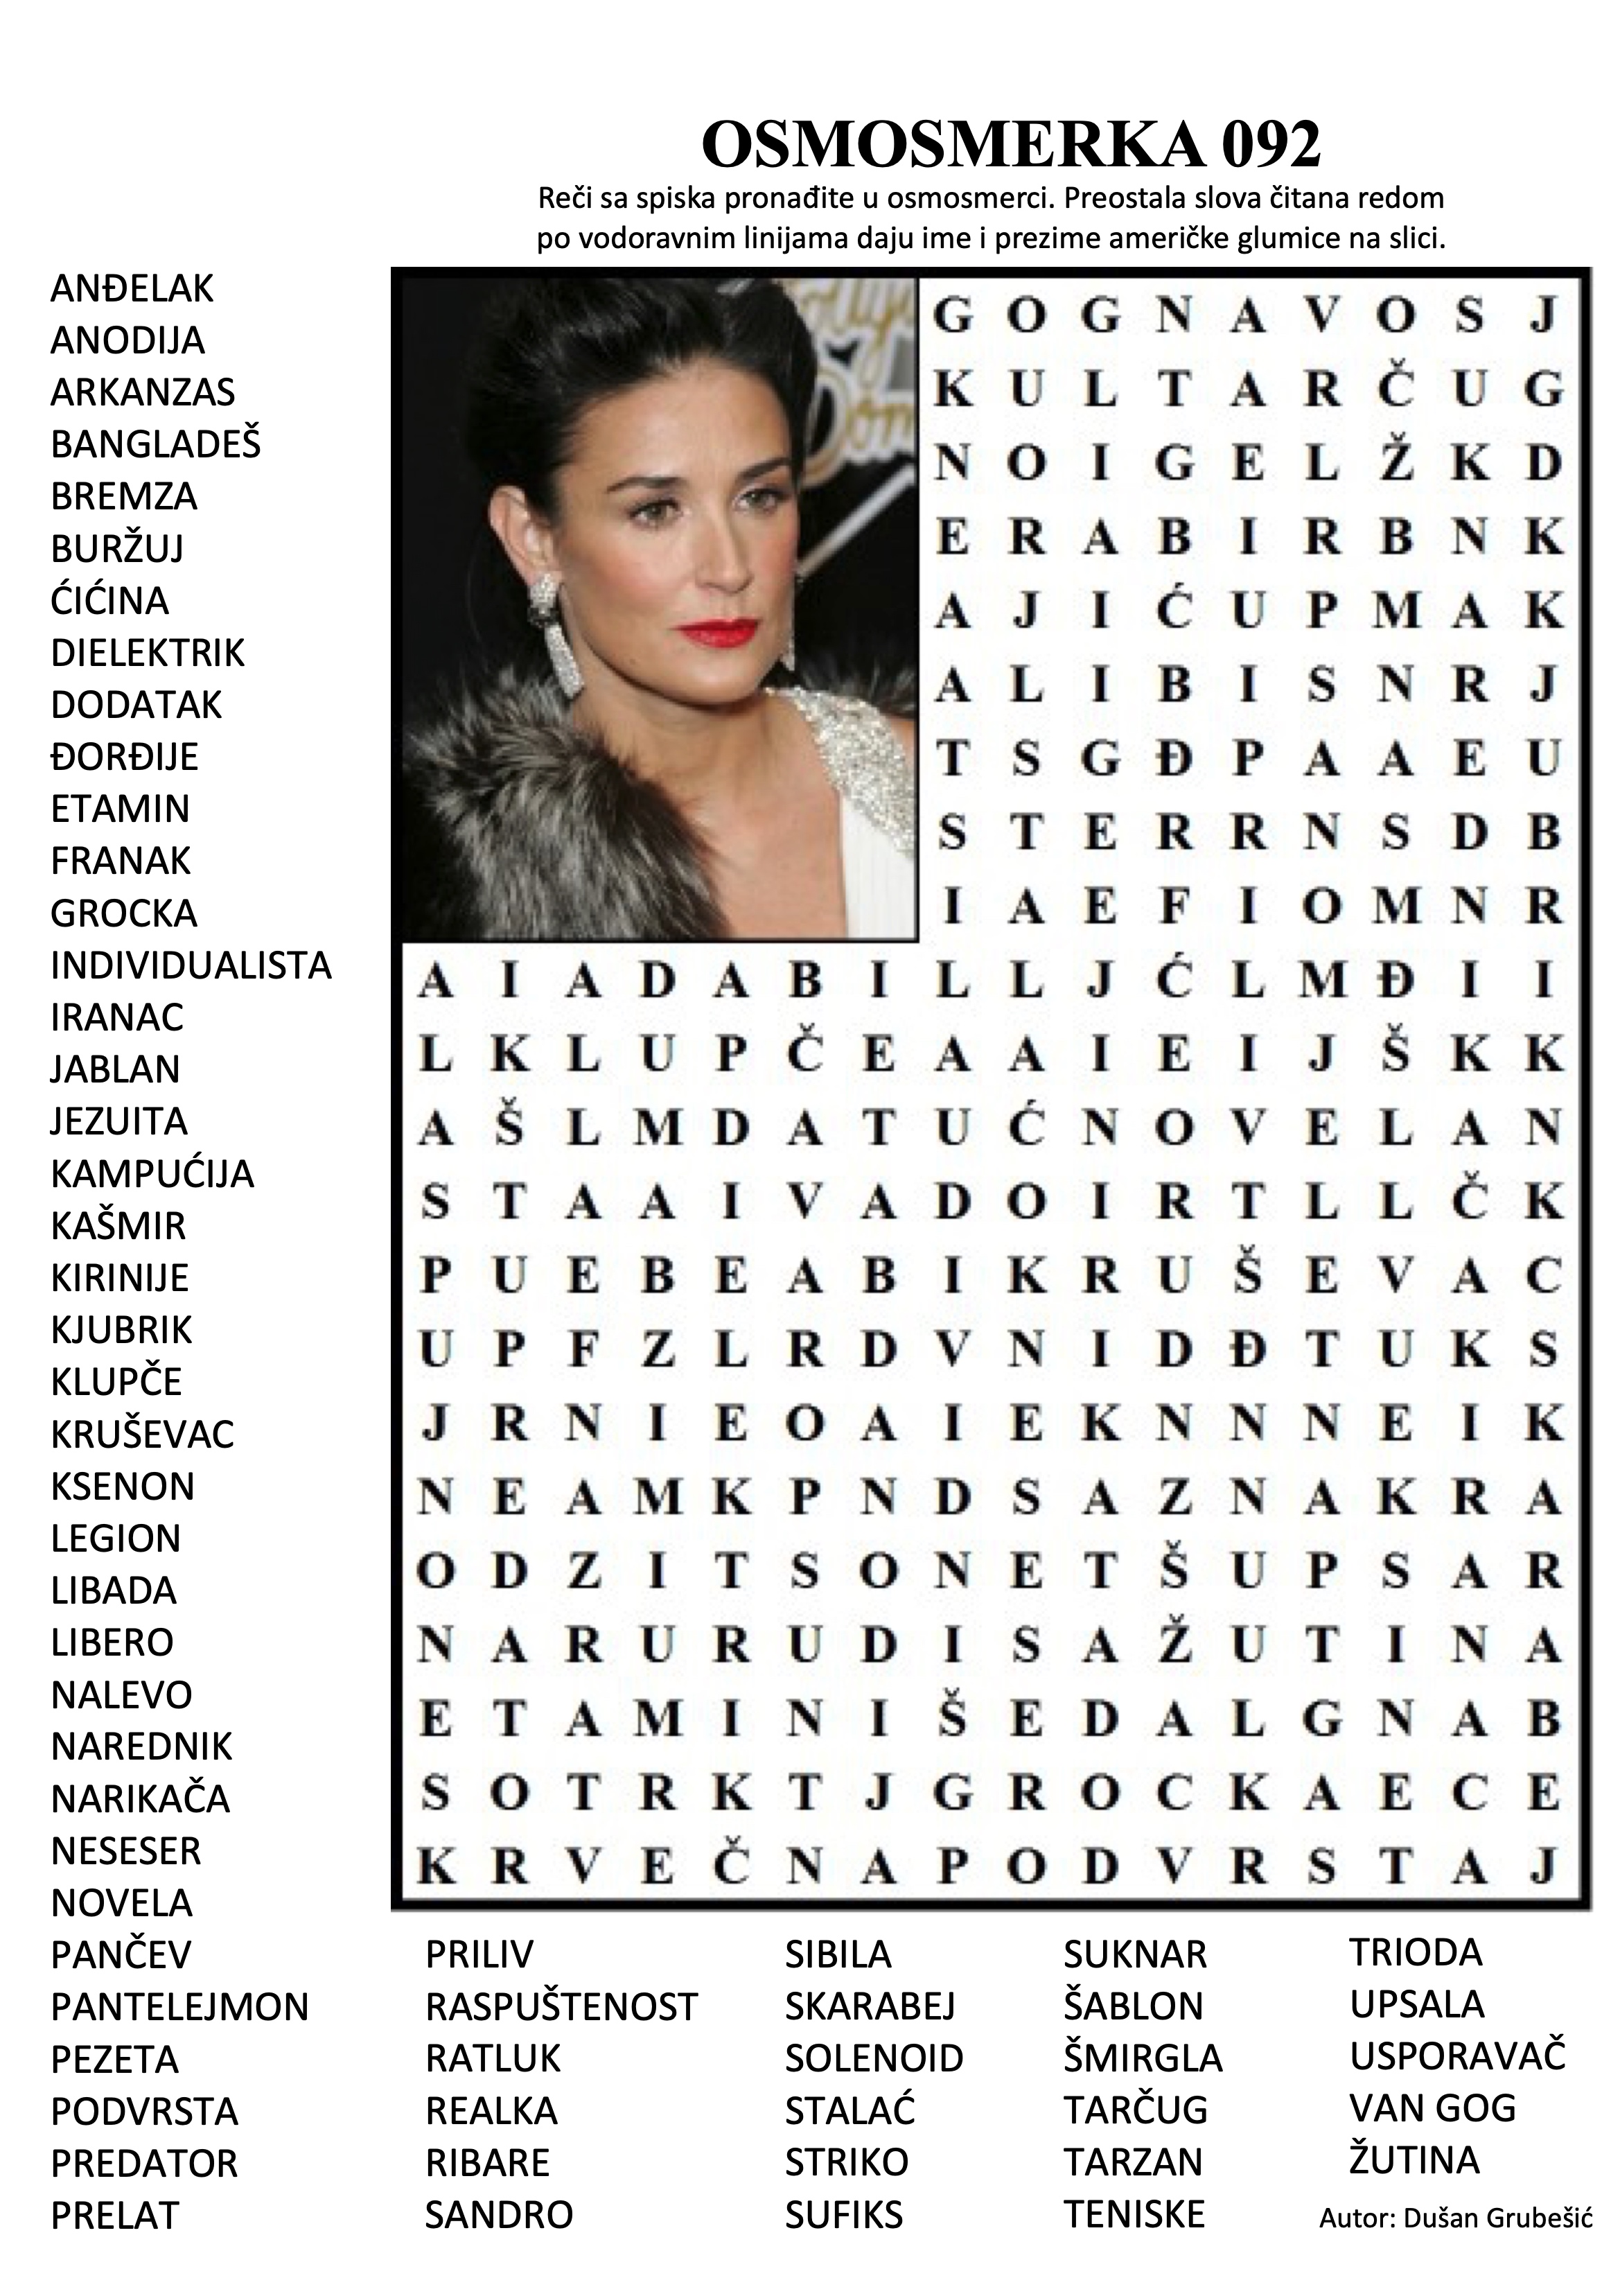 OSMOSMERKA 092
Reči sa spiska pronađite u osmosmerci. Preostala slova čitana redom
po vodoravnim linijama daju ime i prezime američke glumice na slici.
ANĐELAK
ANODIJA
ARKANZAS
BANGLADEŠ
BREMZA
BURŽUJ
ĆIĆINA
DIELEKTRIK
DODATAK
ĐORĐIJE
ETAMIN
FRANAK
GROCKA
INDIVIDUALISTA
IRANAC
JABLAN
JEZUITA
KAMPUĆIJA
KAŠMIR
KIRINIJE
KJUBRIK
KLUPČE
KRUŠEVAC
KSENON
LEGION
LIBADA
LIBERO
NALEVO
NAREDNIK
NARIKAČA
NESESER
NOVELA
PANČEV
PANTELEJMON
PEZETA
PODVRSTA
PREDATOR
PRELAT
G O G N A V O S J
K U L T A R Č U G
N O I G E L Ž K D
E R A B I R B N K
A J I Ć U P M A K
A L I B I S N R J
T S G Đ P A A E U
S T E R R N S D B
I A E F I O M N R
A I A D A B I L L J Ć L M Đ I I
L K L U P Č E A A I E I J Š K K
A Š L M D A T U Ć N O V E L A N
S T A A I V A D O I R T L L Č K
P U E B E A B I K R U Š E V A C
U P F Z L R D V N I D Đ T U K S
J R N I E O A I E K N N N E I K
N E A M K P N D S A Z N A K R A
O D Z I T S O N E T Š U P S A R
N A R U R U D I S A Ž U T I N A
E T A M I N I Š E D A L G N A B
S O T R K T J G R O C K A E C E
K R V E Č N A P O D V R S T A J
PRILIV
RASPUŠTENOST
RATLUK
REALKA
RIBARE
SANDRO
SIBILA
SKARABEJ
SOLENOID
STALAĆ
STRIKO
SUFIKS
SUKNAR
ŠABLON
ŠMIRGLA
TARČUG
TARZAN
TENISKE
TRIODA
UPSALA
USPORAVAČ
VAN GOG
ŽUTINA
Autor: Dušan Grubešić